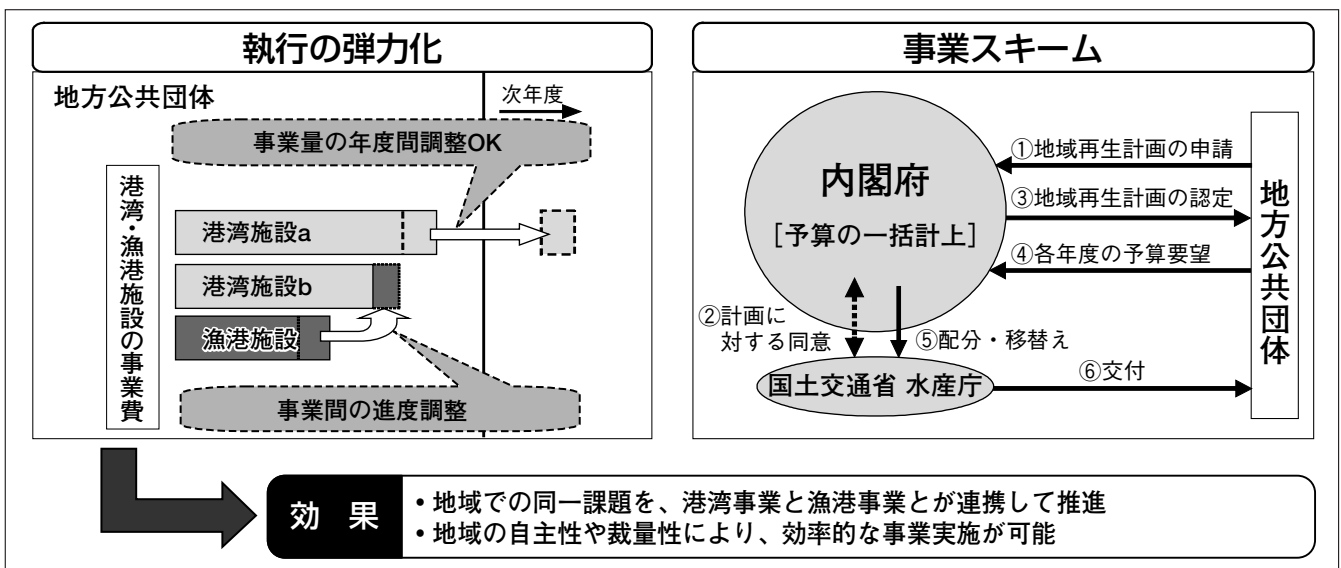 執行の弾力化
地方公共団体
次年度
事業量の年度間調整OK
港湾・漁港施設の事業費
港湾施設a
港湾施設b
漁港施設
事業間の進度調整
事業スキーム
内閣府
［予算の一括計上］
①地域再生計画の申請
③地域再生計画の認定
④各年度の予算要望
②計画に
対する同意
⑤配分・移替え
国土交通省 水産庁
⑥交付
地方公共団体
効 果
・地域での同一課題を、港湾事業と漁港事業とが連携して推進
・地域の自主性や裁量性により、効率的な事業実施が可能